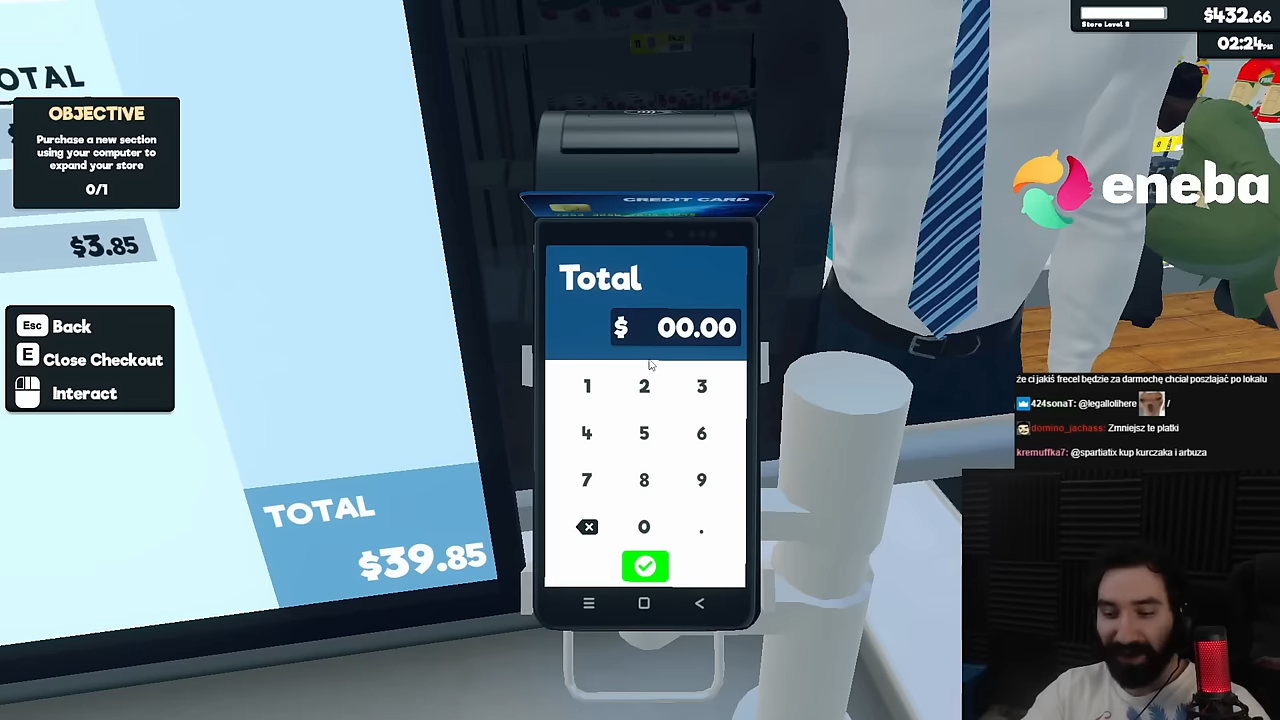 OTAL
OBJECTIVE
Purchase a new section
using your computer to
expand your store
0/1
$3.85
Esc Back
E Close Checkout
Interact
TOTAL
$39.85
CREDIT CARD
Total
$ 00.00
1 2 3
4 5 6
7 8 9
0 .
Store Level 8
$432.66
02:24PM
eneba
że ci jakiś frecel będzie za darmochę chciał poszlajać po lokalu
424sonaT: @legallolihere /
domino_jachass: Zmniejsz te płatki
kremuffka7: @spartiatix kup kurczaka i arbuza